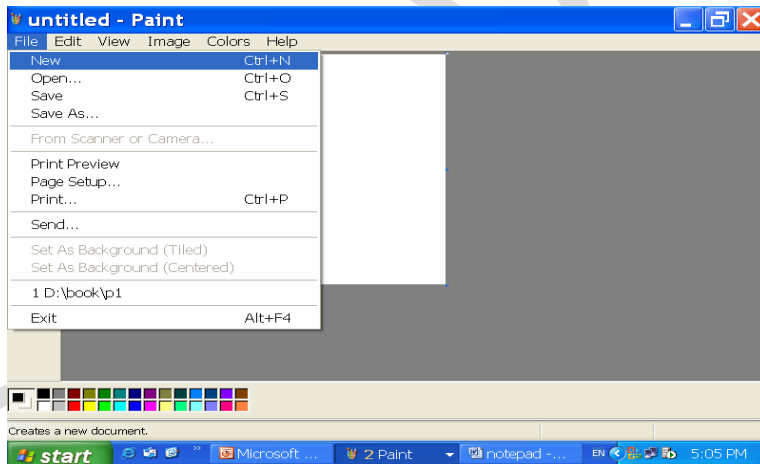 untitled - Paint
File Edit View Image Colors Help
New Ctrl+N
Open... Ctrl+O
Save Ctrl+S
Save As...
From Scanner or Camera...
Print Preview
Page Setup...
Print... Ctrl+P
Send...
Set As Background (Tiled)
Set As Background (Centered)
1 D:\book\p1
Exit Alt+F4
Creates a new document.
start » Microsoft ... 2 Paint notepad -... EN 5:05 PM